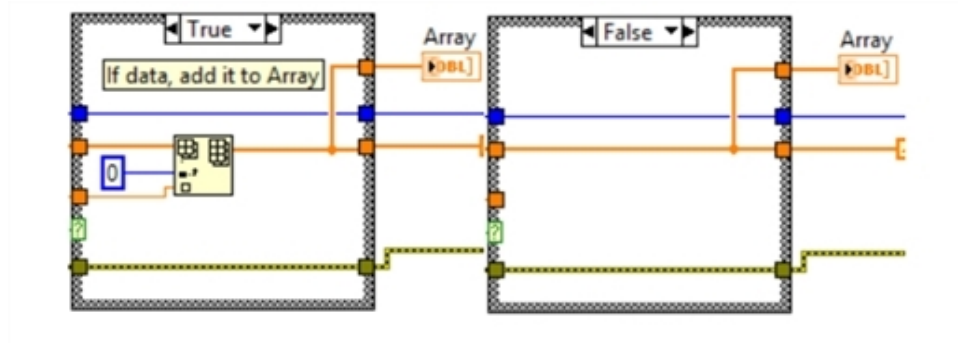 True
If data, add it to Array
Array
DBL]
0
?
False
Array
DBL]
?